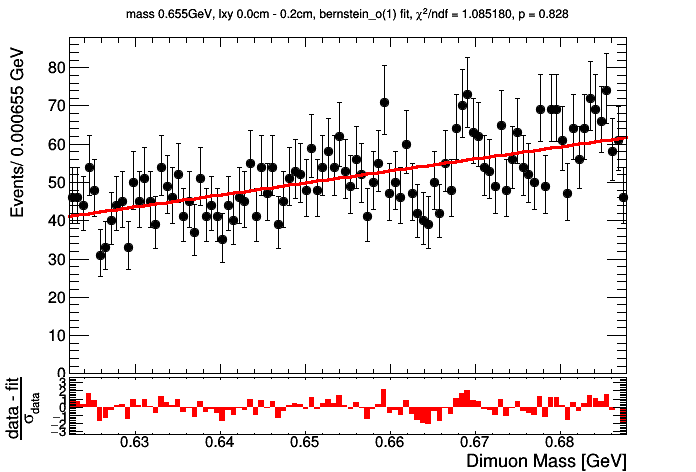 mass 0.655GeV, lxy 0.0cm - 0.2cm, bernstein_o(1) fit, χ²/ndf = 1.085180, p = 0.828
Events/ 0.000655 GeV
80
70
60
50
40
30
20
10
0
data - fit
σdata
3
2
1
0
−1
−2
−3
0.63 0.64 0.65 0.66 0.67 0.68
Dimuon Mass [GeV]